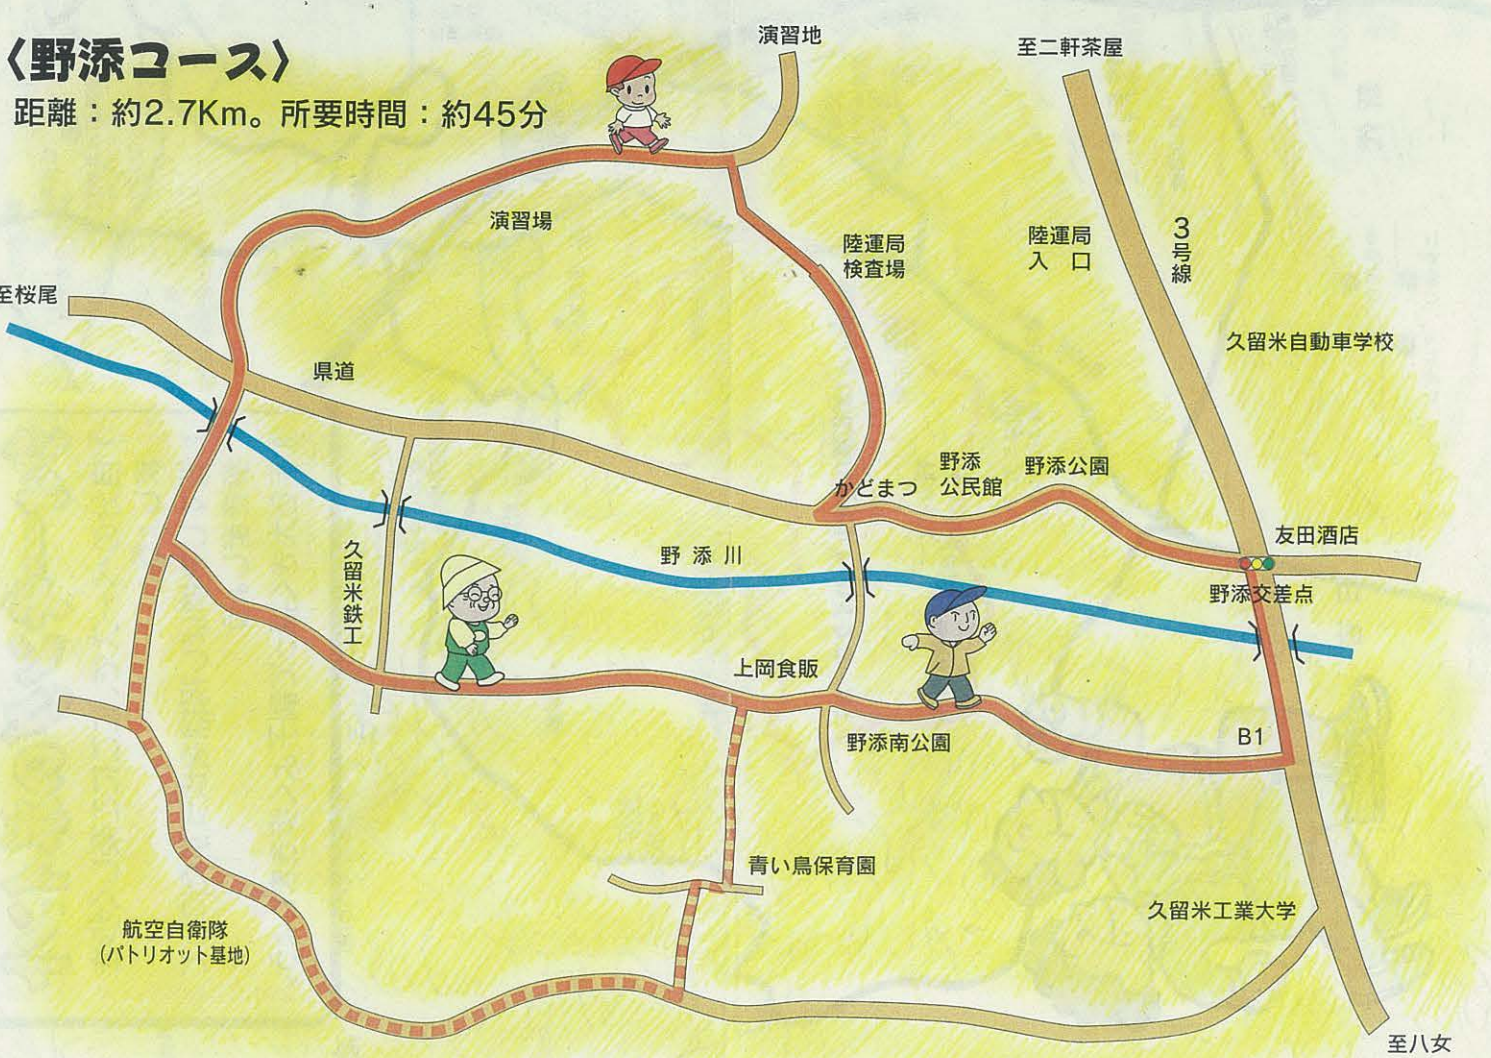 〈野添コース〉
距離：約2.7Km。所要時間：約45分
演習地
至二軒茶屋
演習場
陸運局
検査場
陸運局
入　口
3号線
至桜尾
久留米自動車学校
県道
かどまつ
野添
公民館
野添公園
友田酒店
野添川
久留米鉄工
野添交差点
上岡食販
野添南公園
B1
青い鳥保育園
久留米工業大学
航空自衛隊
(パトリオット基地)
至八女